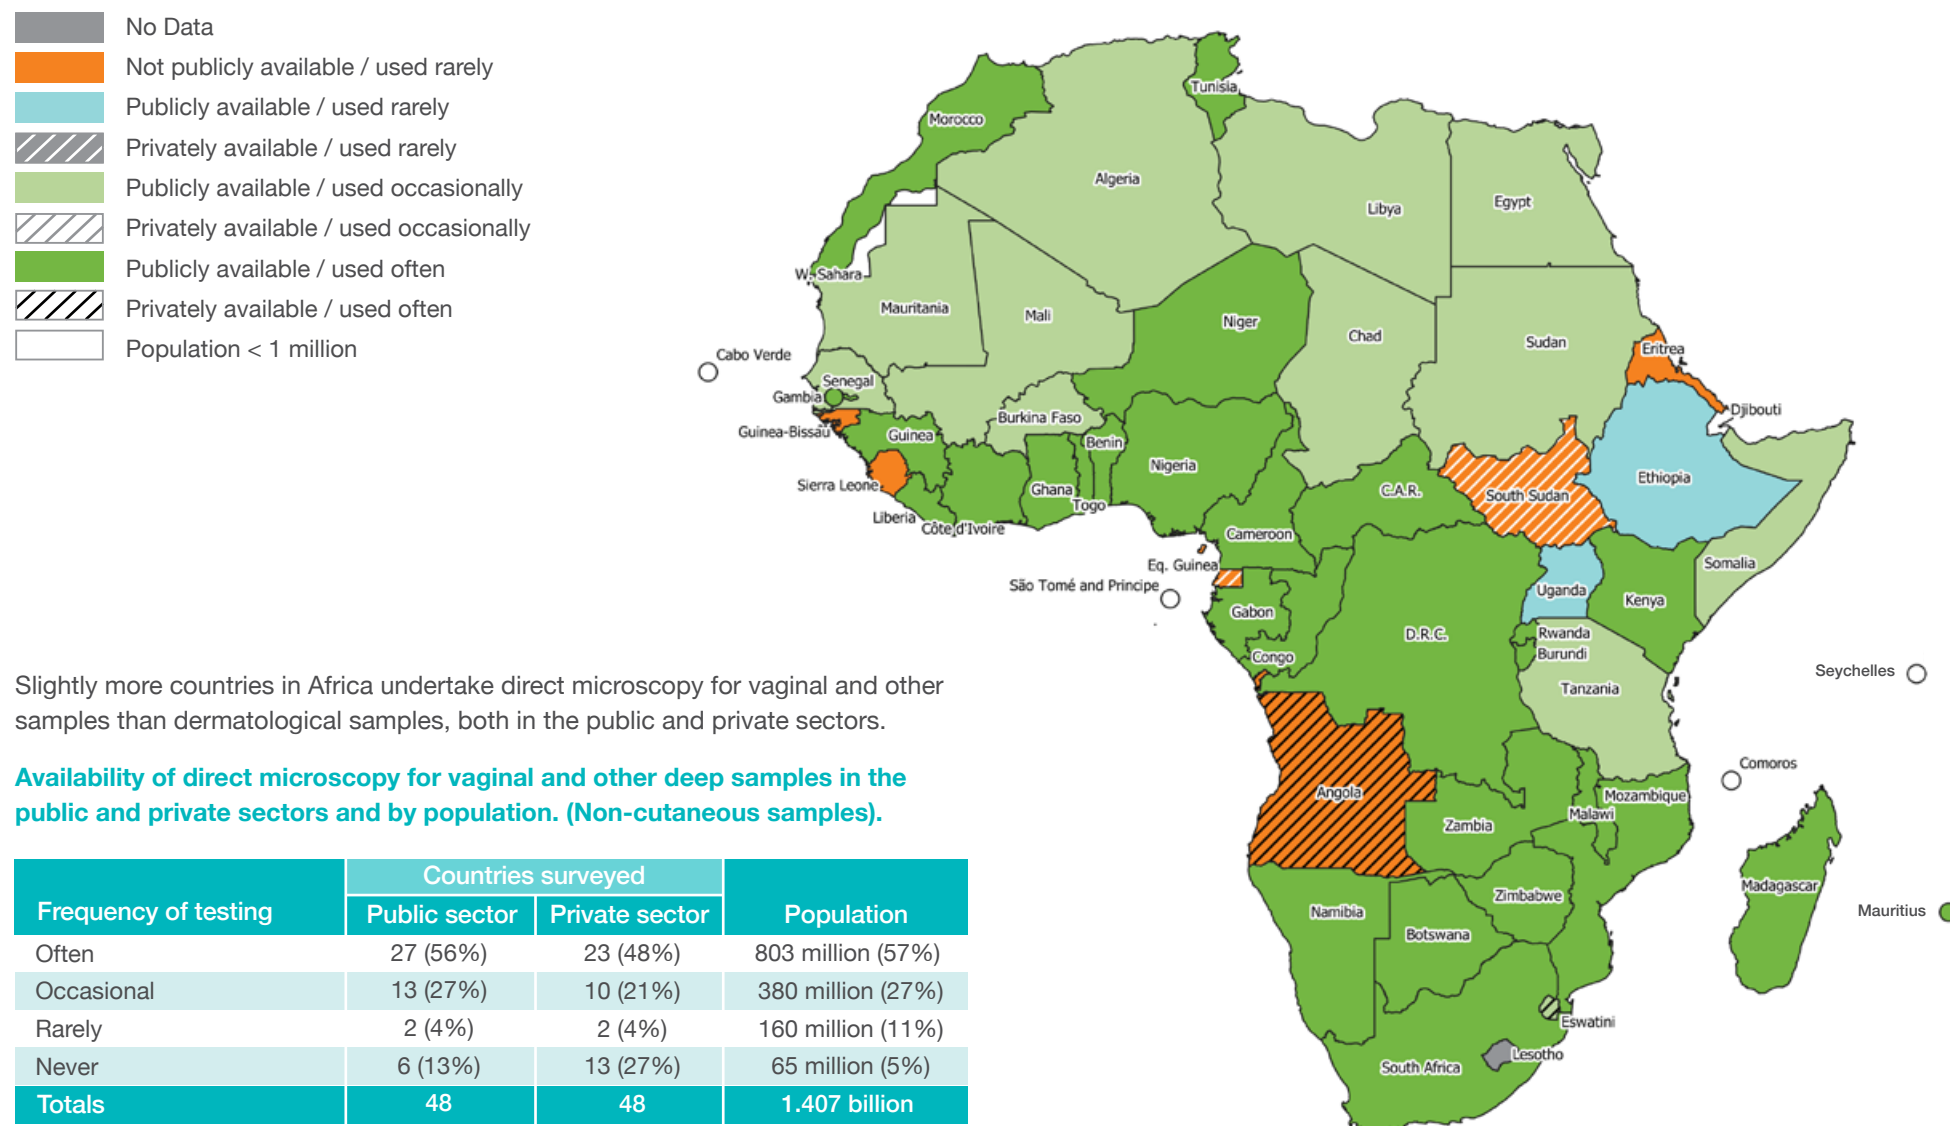 No Data
Not publicly available / used rarely
Publicly available / used rarely
Privately available / used rarely
Publicly available / used occasionally
Privately available / used occasionally
Publicly available / used often
Privately available / used often
Population < 1 million
Tunisia
Morocco
Algeria
Libya
Egypt
W. Sahara
Mauritania
Mali
Niger
Chad
Sudan
Eritrea
Cabo Verde
Senegal
Gambia
Djibouti
Burkina Faso
Guinea-Bissau
Guinea
Benin
Nigeria
Ethiopia
Sierra Leone
Ghana
C.A.R.
South Sudan
Togo
Liberia
Côte d'Ivoire
Cameroon
Eq. Guinea
Somalia
São Tomé and Principe
Uganda
Kenya
Gabon
D.R.C.
Rwanda
Congo
Burundi
Seychelles
Tanzania
Comoros
Angola
Mozambique
Malawi
Zambia
Madagascar
Zimbabwe
Namibia
Mauritius
Botswana
Eswatini
Lesotho
South Africa
Slightly more countries in Africa undertake direct microscopy for vaginal and other
samples than dermatological samples, both in the public and private sectors.
Availability of direct microscopy for vaginal and other deep samples in the
public and private sectors and by population. (Non-cutaneous samples).
Countries surveyed
Frequency of testing Public sector Private sector Population
Often 27 (56%) 23 (48%) 803 million (57%)
Occasional 13 (27%) 10 (21%) 380 million (27%)
Rarely 2 (4%) 2 (4%) 160 million (11%)
Never 6 (13%) 13 (27%) 65 million (5%)
Totals 48 48 1.407 billion